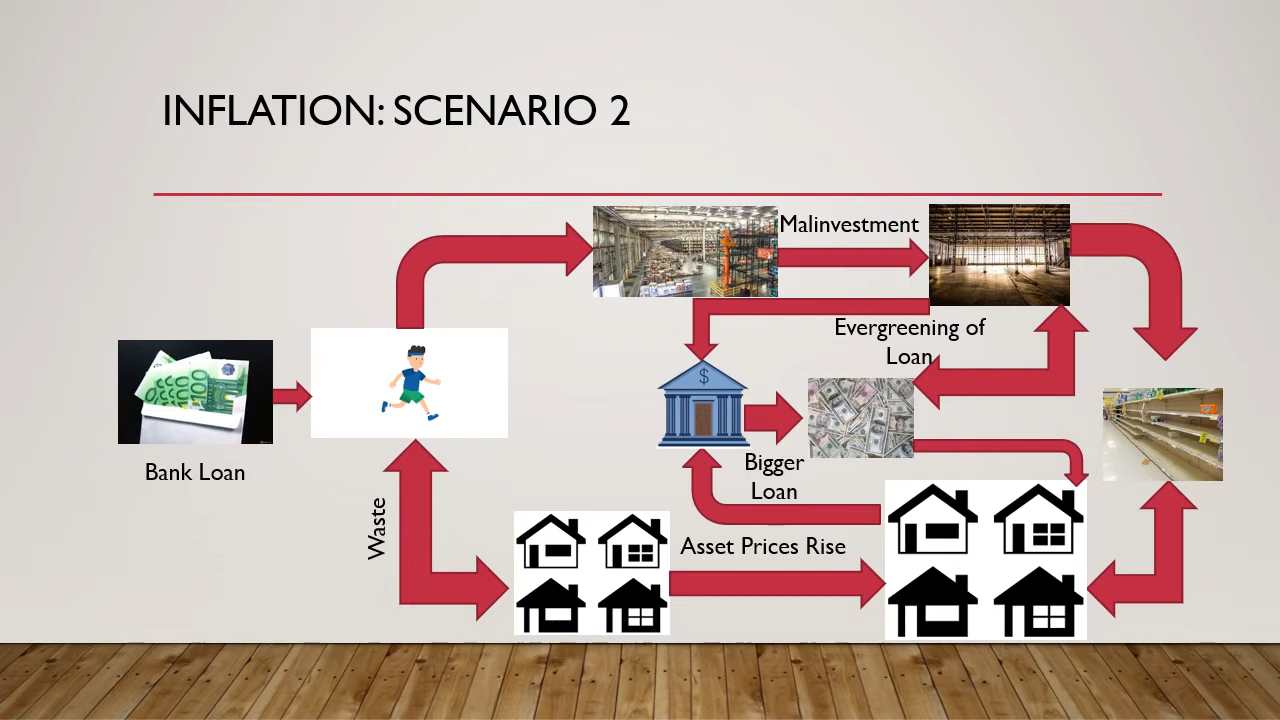 INFLATION: SCENARIO 2
Malinvestment
Evergreening of
Loan
$
Bank Loan
Bigger
Loan
Waste
Asset Prices Rise